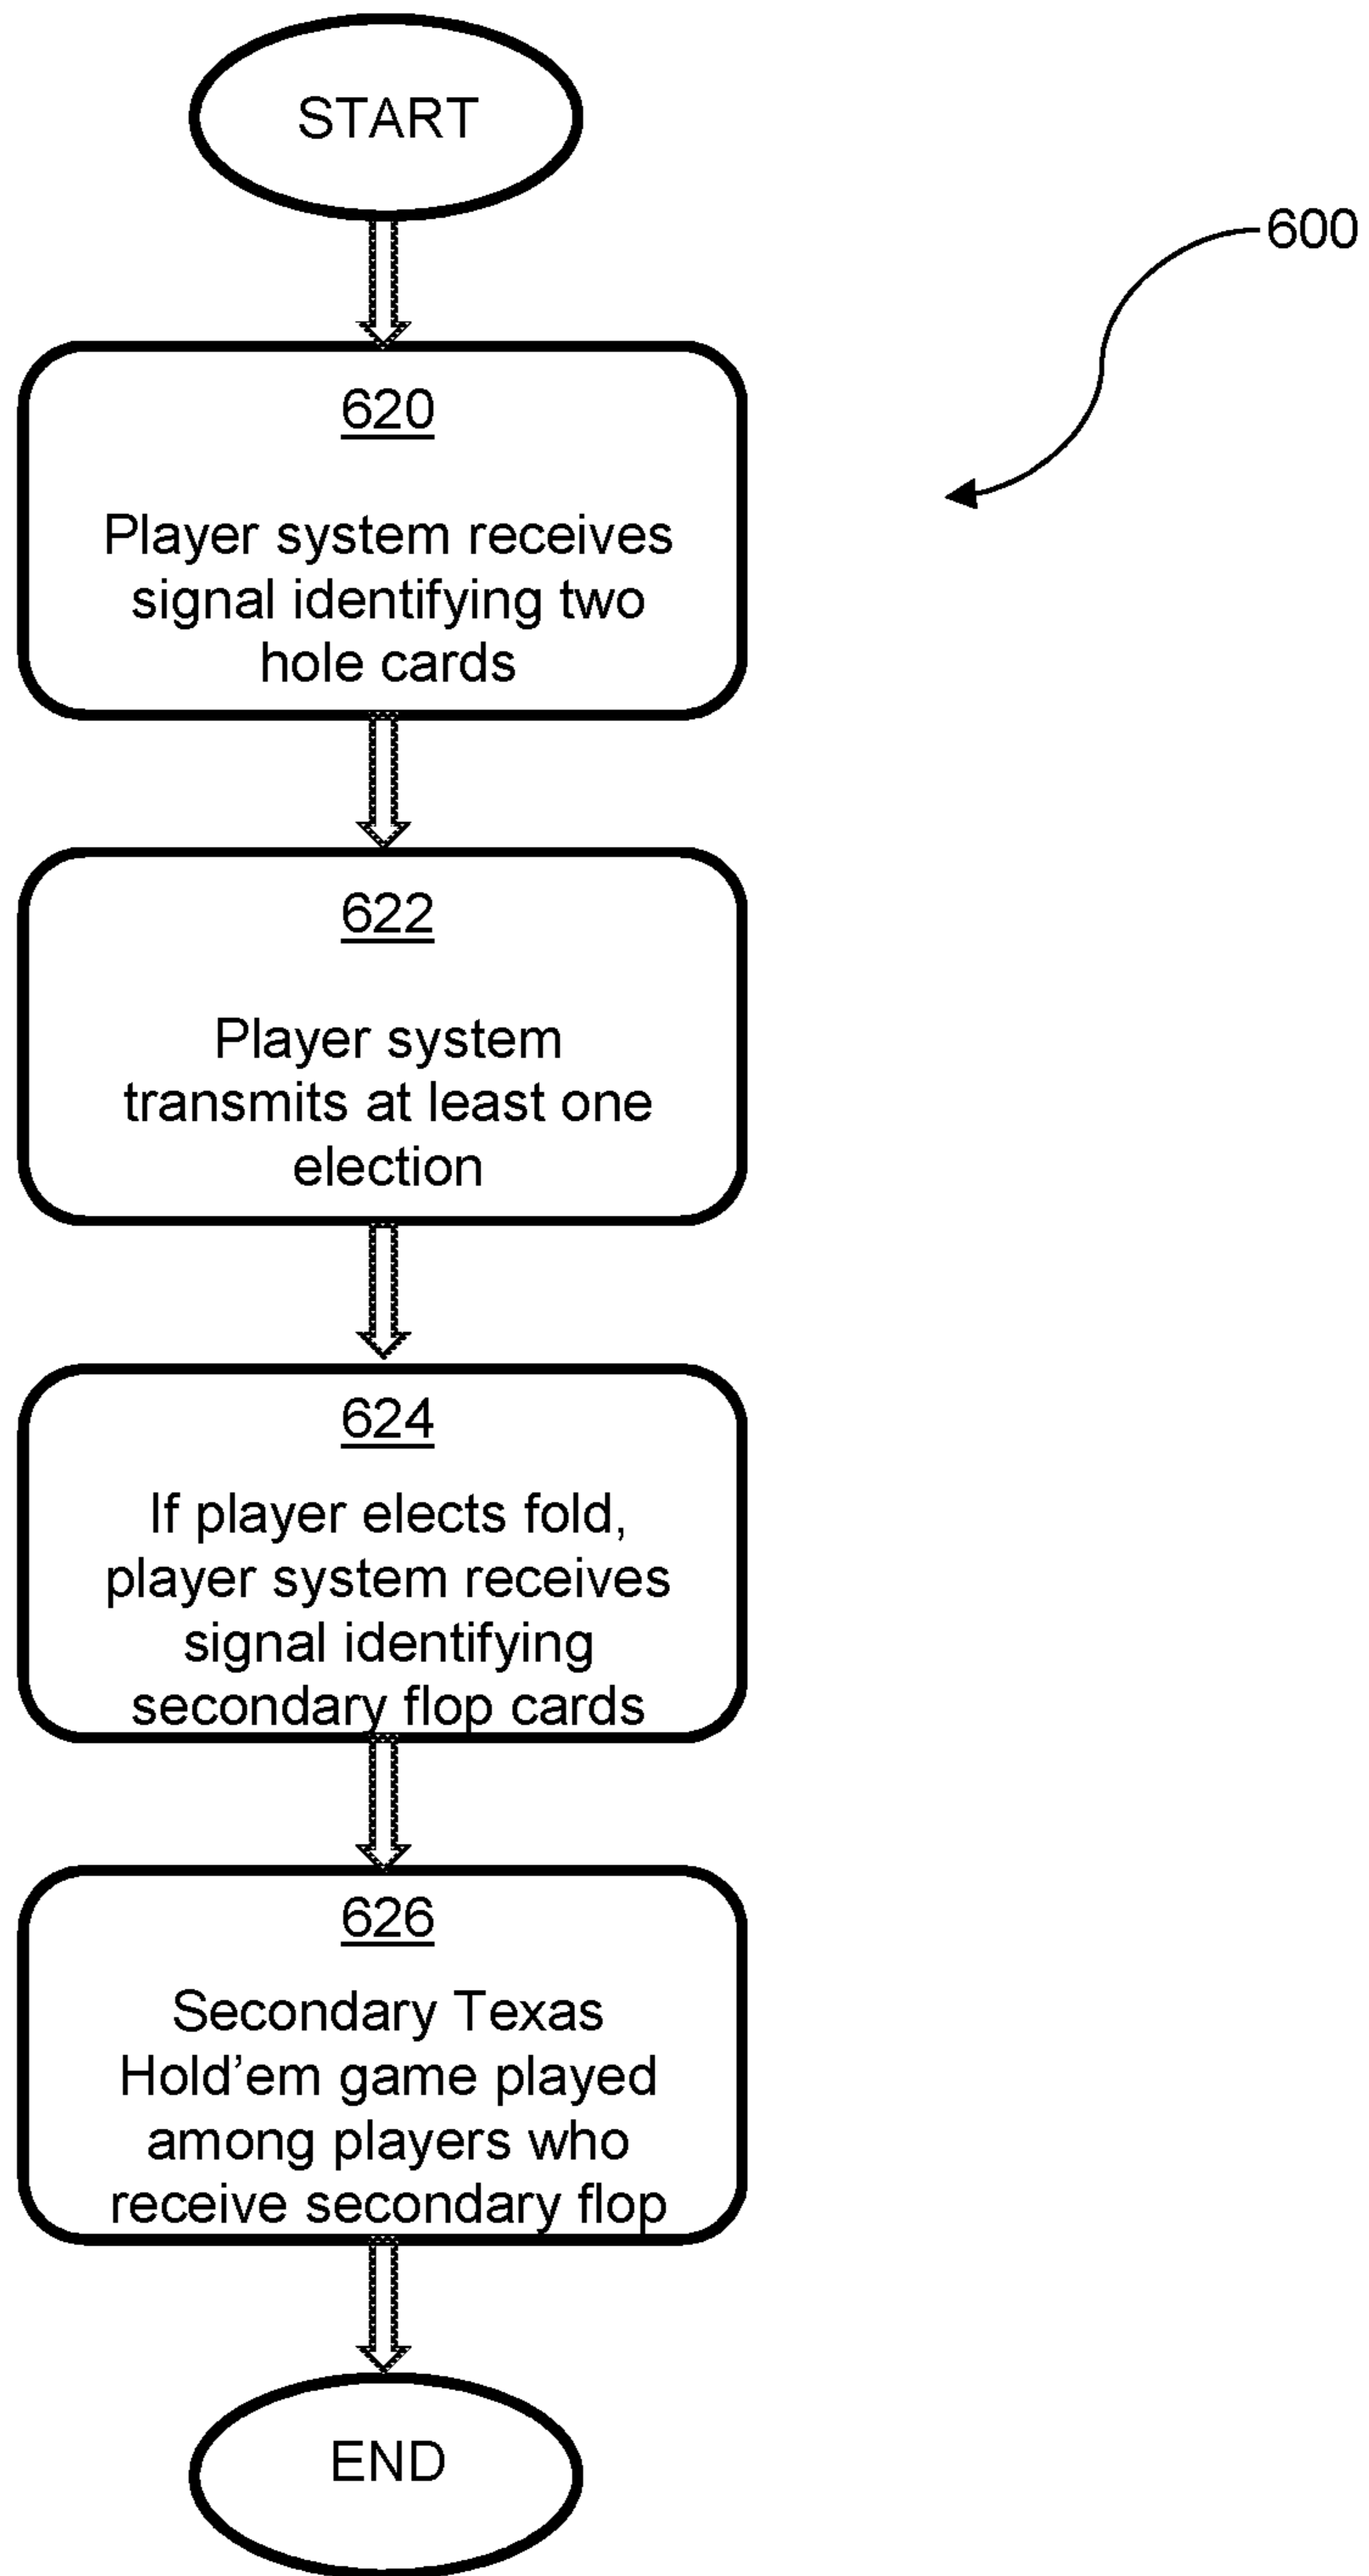 START
600
620
Player system receives
signal identifying two
hole cards
622
Player system
transmits at least one
election
624
If player elects fold,
player system receives
signal identifying
secondary flop cards
626
Secondary Texas
Hold’em game played
among players who
receive secondary flop
END